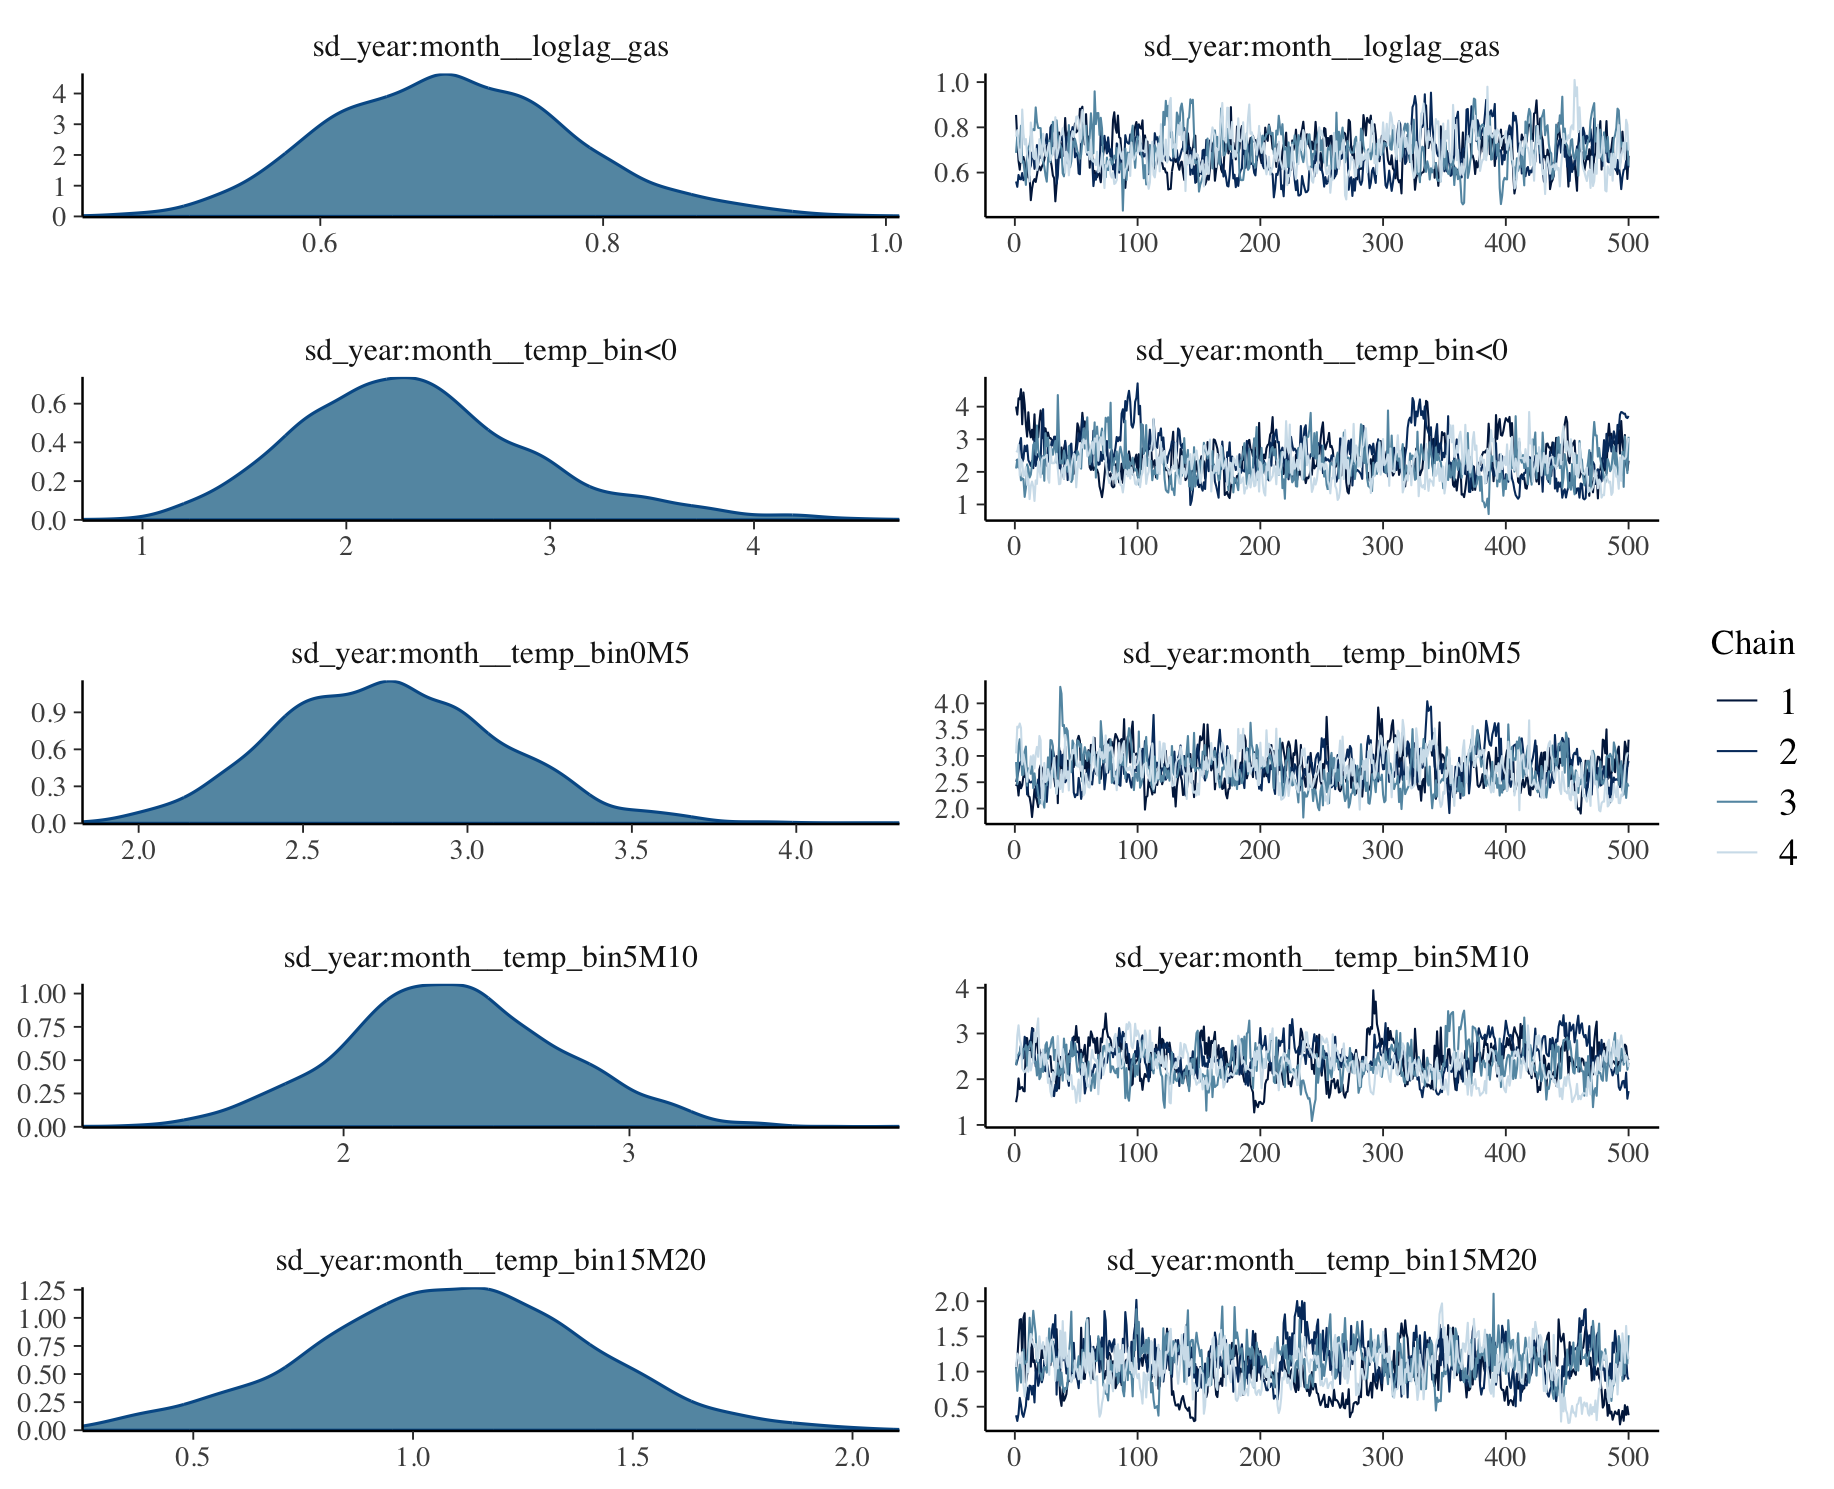 sd_year:month__loglag_gas
4
3
2
1
0
0.6 0.8 1.0
sd_year:month__loglag_gas
1.0
0.8
0.6
0 100 200 300 400 500
sd_year:month__temp_bin<0
0.6
0.4
0.2
0.0
1 2 3 4
sd_year:month__temp_bin<0
4
3
2
1
0 100 200 300 400 500
sd_year:month__temp_bin0M5
0.9
0.6
0.3
0.0
2.0 2.5 3.0 3.5 4.0
sd_year:month__temp_bin0M5
4.0
3.5
3.0
2.5
2.0
0 100 200 300 400 500
sd_year:month__temp_bin5M10
1.00
0.75
0.50
0.25
0.00
2 3
sd_year:month__temp_bin5M10
4
3
2
1
0 100 200 300 400 500
sd_year:month__temp_bin15M20
1.25
1.00
0.75
0.50
0.25
0.00
0.5 1.0 1.5 2.0
sd_year:month__temp_bin15M20
2.0
1.5
1.0
0.5
0 100 200 300 400 500
Chain
1
2
3
4